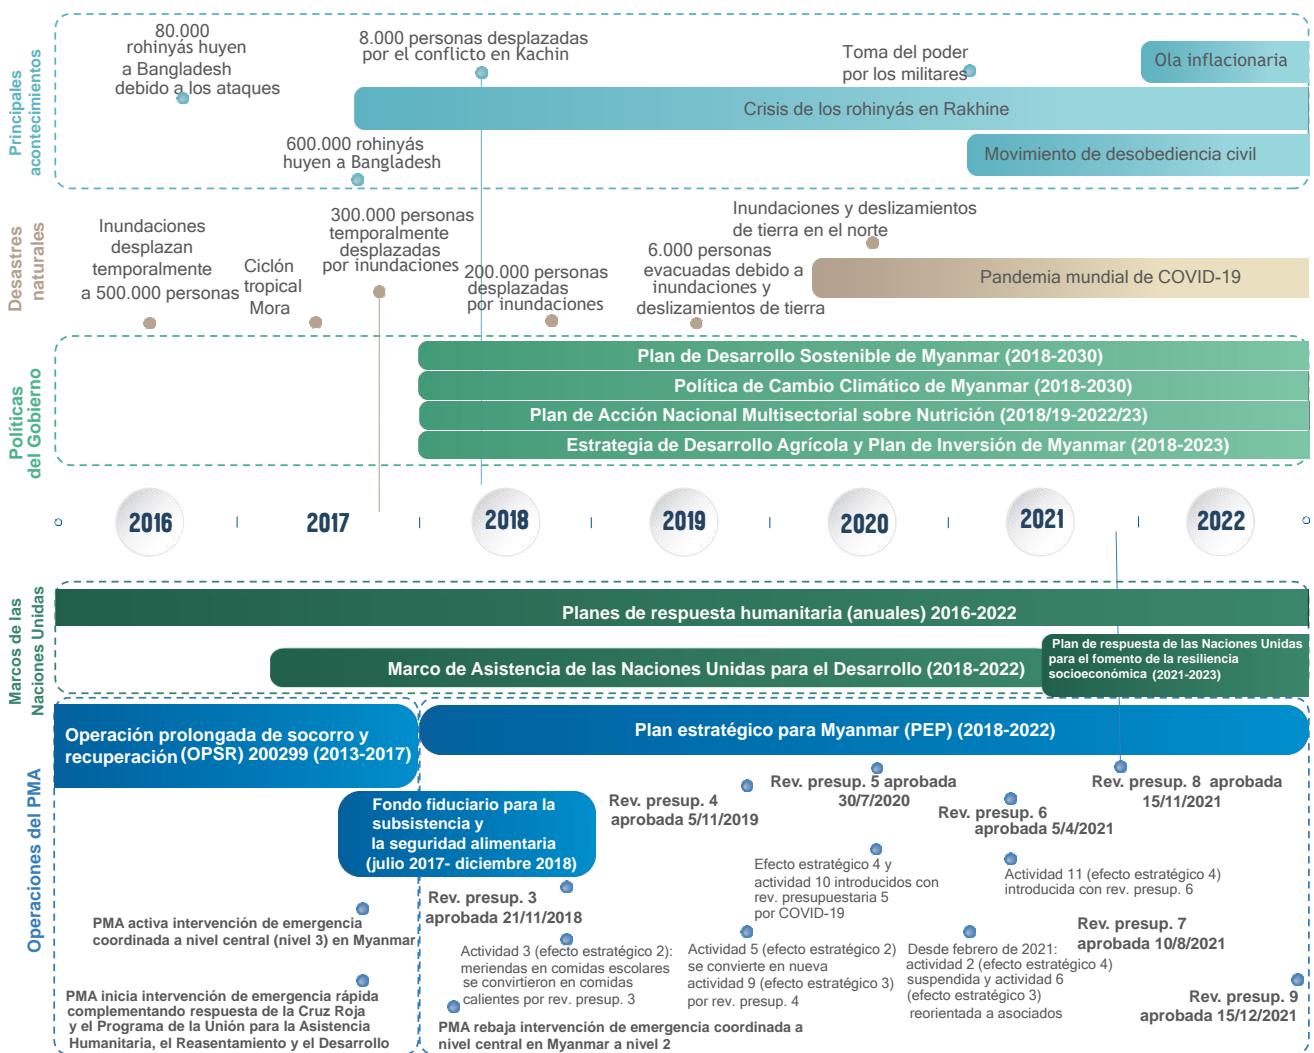 Principales
acontecimientos
80.000
rohinyás huyen
a Bangladesh
debido a los ataques
8.000 personas desplazadas
por el conflicto en Kachin
Toma del poder
por los militares
Ola inflacionaria
Crisis de los rohinyás en Rakhine
600.000 rohinyás
huyen a Bangladesh
Movimiento de desobediencia civil
Desastres
naturales
Inundaciones
desplazan
temporalmente
a 500.000 personas
Ciclón
tropical
Mora
300.000 personas
temporalmente
desplazadas
por inundaciones
200.000 personas
desplazadas
por inundaciones
6.000 personas
evacuadas debido a
inundaciones y
deslizamientos de tierra
Inundaciones y deslizamientos
de tierra en el norte
Pandemia mundial de COVID-19
Políticas
del Gobierno
Plan de Desarrollo Sostenible de Myanmar (2018-2030)
Política de Cambio Climático de Myanmar (2018-2030)
Plan de Acción Nacional Multisectorial sobre Nutrición (2018/19-2022/23)
Estrategia de Desarrollo Agrícola y Plan de Inversión de Myanmar (2018-2023)
2016
2017
2018
2019
2020
2021
2022
Marcos de las
Naciones Unidas
Planes de respuesta humanitaria (anuales) 2016-2022
Marco de Asistencia de las Naciones Unidas para el Desarrollo (2018-2022)
Plan de respuesta de las Naciones Unidas
para el fomento de la resiliencia
socioeconómica (2021-2023)
Operaciones del PMA
Operación prolongada de socorro y
recuperación (OPSR) 200299 (2013-2017)
Plan estratégico para Myanmar (PEP) (2018-2022)
Fondo fiduciario para la
subsistencia y
la seguridad alimentaria
(julio 2017- diciembre 2018)
Rev. presup. 4
aprobada 5/11/2019
Rev. presup. 5 aprobada
30/7/2020
Rev. presup. 6
aprobada 5/4/2021
Rev. presup. 8 aprobada
15/11/2021
Rev. presup. 3
aprobada 21/11/2018
Efecto estratégico 4 y
actividad 10 introducidos con
rev. presupuestaria 5
por COVID-19
Actividad 11 (efecto estratégico 4)
introducida con rev. presup. 6
PMA activa intervención de emergencia
coordinada a nivel central (nivel 3) en Myanmar
Actividad 3 (efecto estratégico 2):
meriendas en comidas escolares
se convirtieron en comidas
calientes por rev. presup. 3
Actividad 5 (efecto estratégico 2)
se convierte en nueva
actividad 9 (efecto estratégico 3)
por rev. presup. 4
Desde febrero de 2021:
actividad 2 (efecto estratégico 4)
suspendida y actividad 6
(efecto estratégico 3)
reorientada a asociados
Rev. presup. 7
aprobada 10/8/2021
Rev. presup. 9
aprobada 15/12/2021
PMA inicia intervención de emergencia rápida
complementando respuesta de la Cruz Roja
y el Programa de la Unión para la Asistencia
Humanitaria, el Reasentamiento y el Desarrollo
PMA rebaja intervención de emergencia coordinada a
nivel central en Myanmar a nivel 2